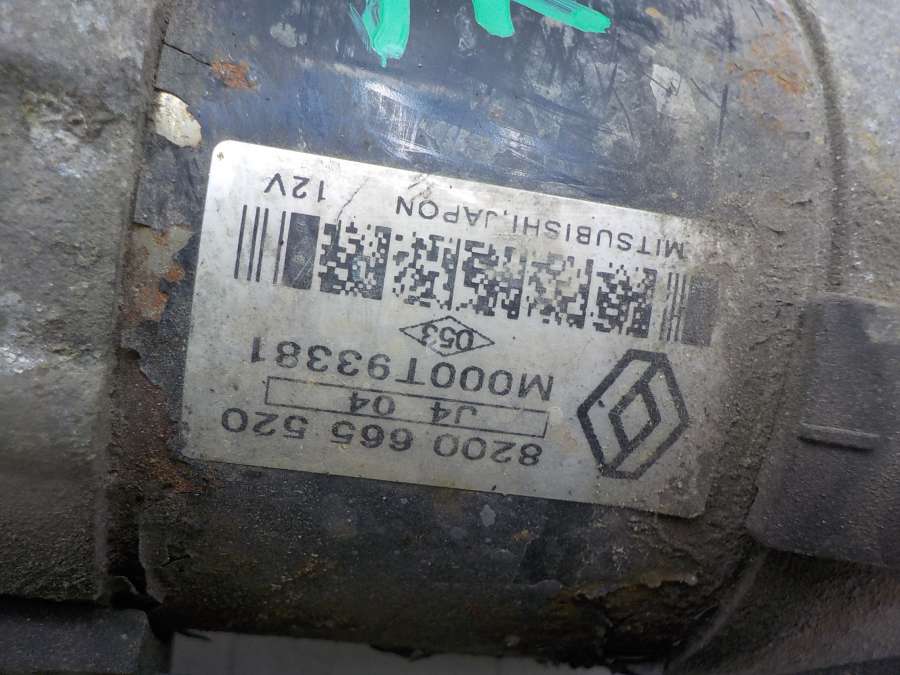 8200 665 520
J4 04
M000T93381
053
MITSUBISHI,JAPON 12V